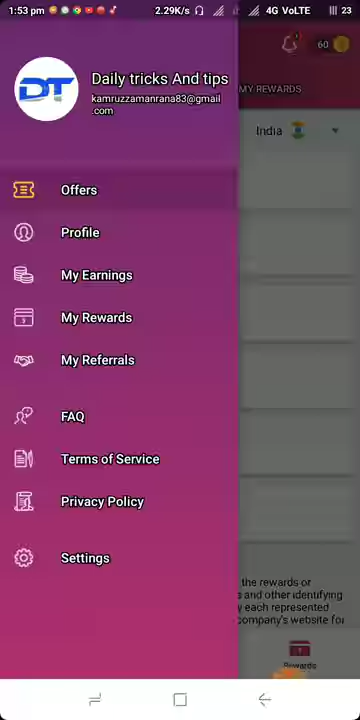 1:53 pm 2.29K/s 4G VoLTE 23
60
DT
Daily tricks And tips
kamruzzamanrana83@gmail
.com
MY REWARDS
India
Offers
Profile
My Earnings
My Rewards
My Referrals
FAQ
Terms of Service
Privacy Policy
Settings
the rewards or
and other identifying
each represented
company's website for
Rewards